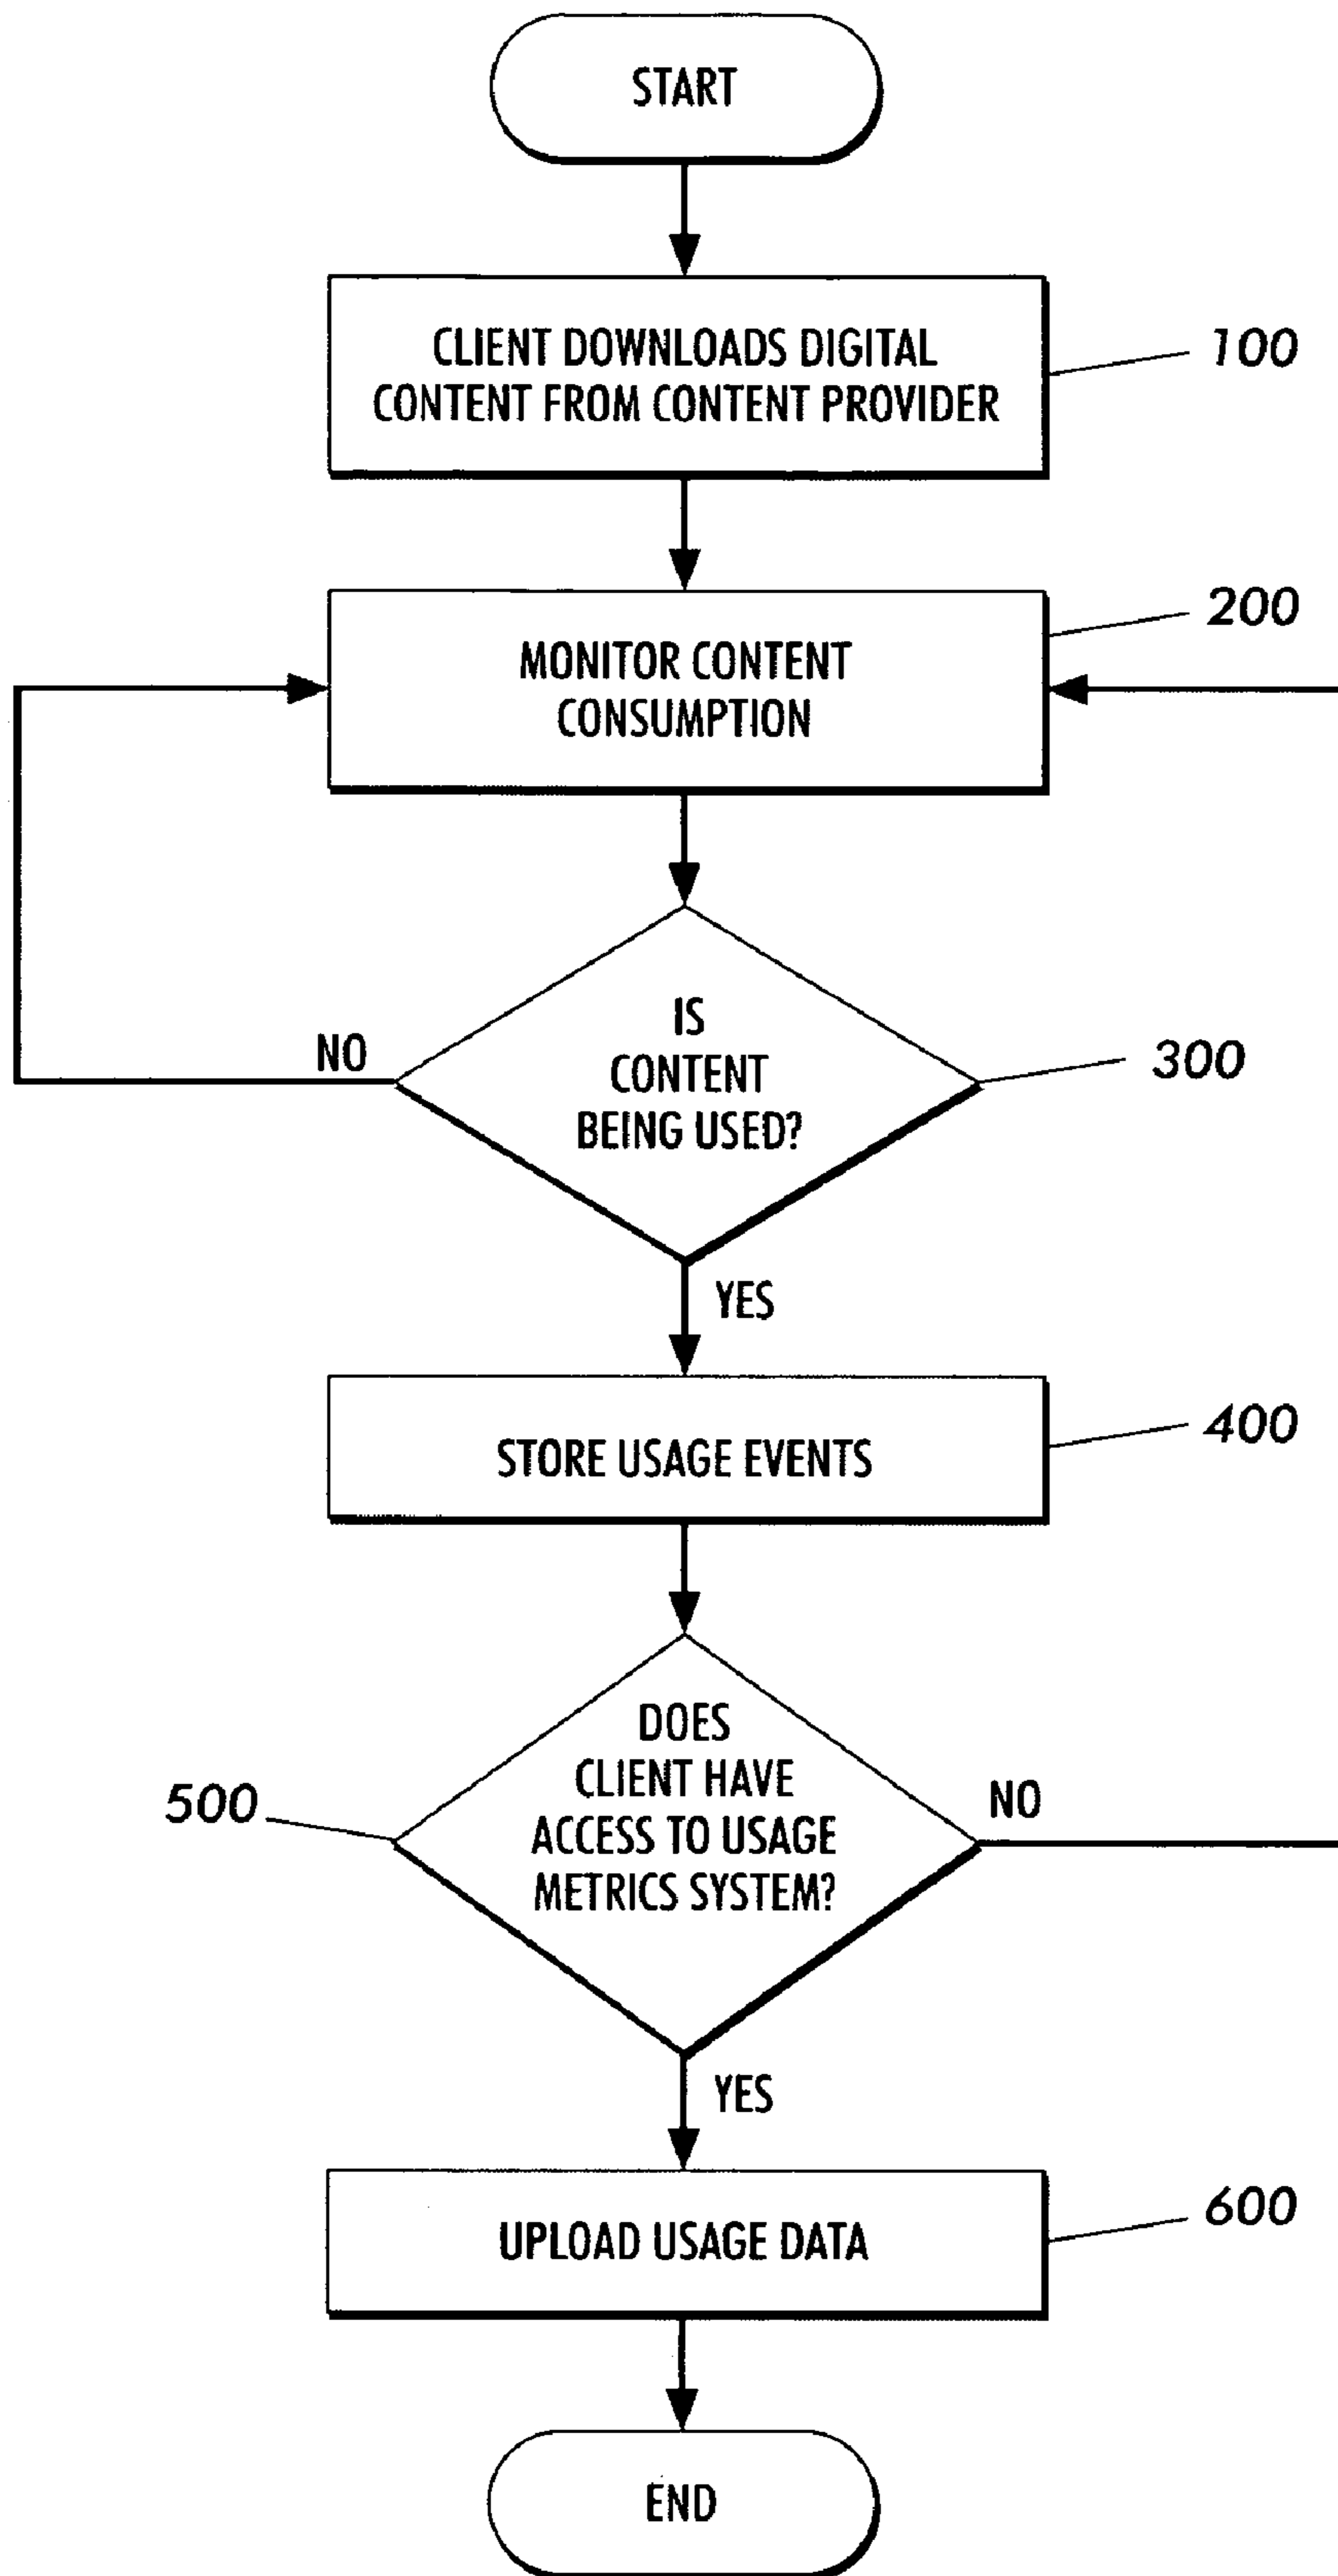 START
CLIENT DOWNLOADS DIGITAL
CONTENT FROM CONTENT PROVIDER
100
MONITOR CONTENT
CONSUMPTION
200
IS
CONTENT
BEING USED?
NO
300
YES
STORE USAGE EVENTS
400
DOES
CLIENT HAVE
ACCESS TO USAGE
METRICS SYSTEM?
500
NO
YES
UPLOAD USAGE DATA
600
END